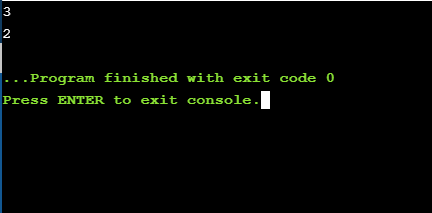 3
2
...Program finished with exit code 0
Press ENTER to exit console.